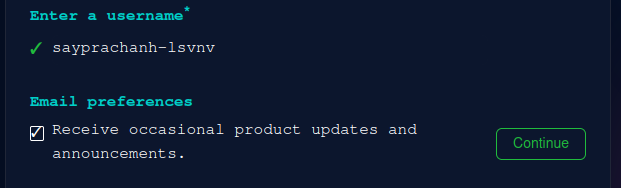 Enter a username*
✓ sayprachanh-lsvnv
Email preferences
Receive occasional product updates and
announcements.
Continue